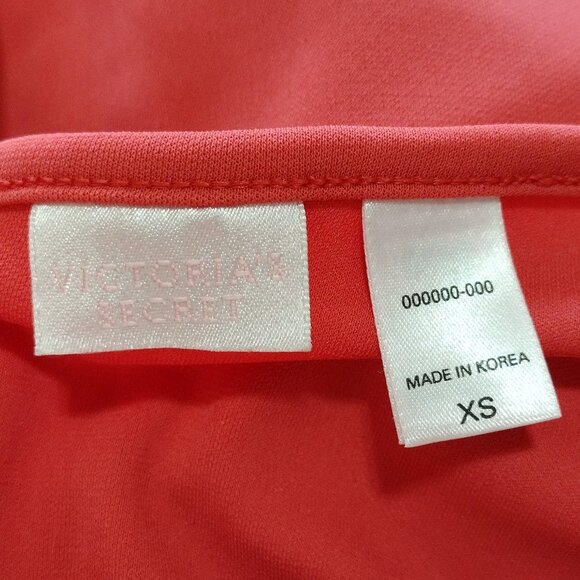 VICTORIA'S
SECRET
000000-000
MADE IN KOREA
XS